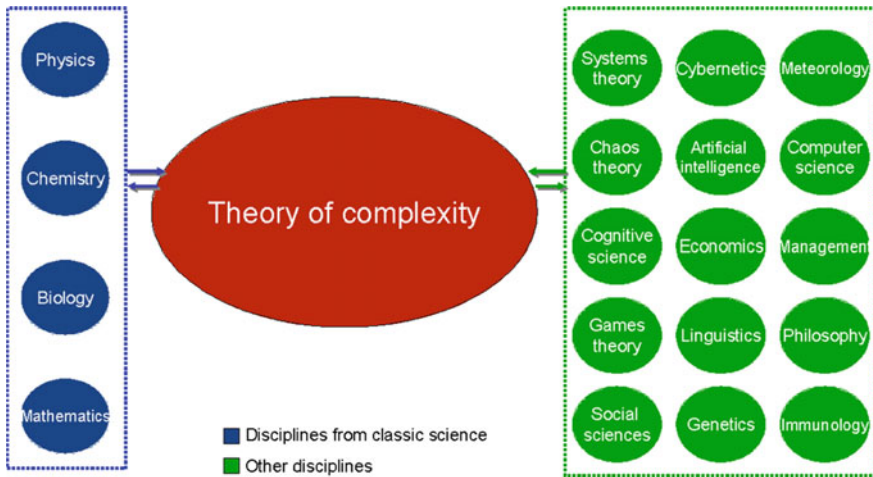 Physics
Chemistry
Biology
Mathematics
Theory of complexity
Systems
theory
Cybernetics
Meteorology
Chaos
theory
Artificial
intelligence
Computer
science
Cognitive
science
Economics
Management
Games
theory
Linguistics
Philosophy
Social
sciences
Genetics
Immunology
Disciplines from classic science
Other disciplines